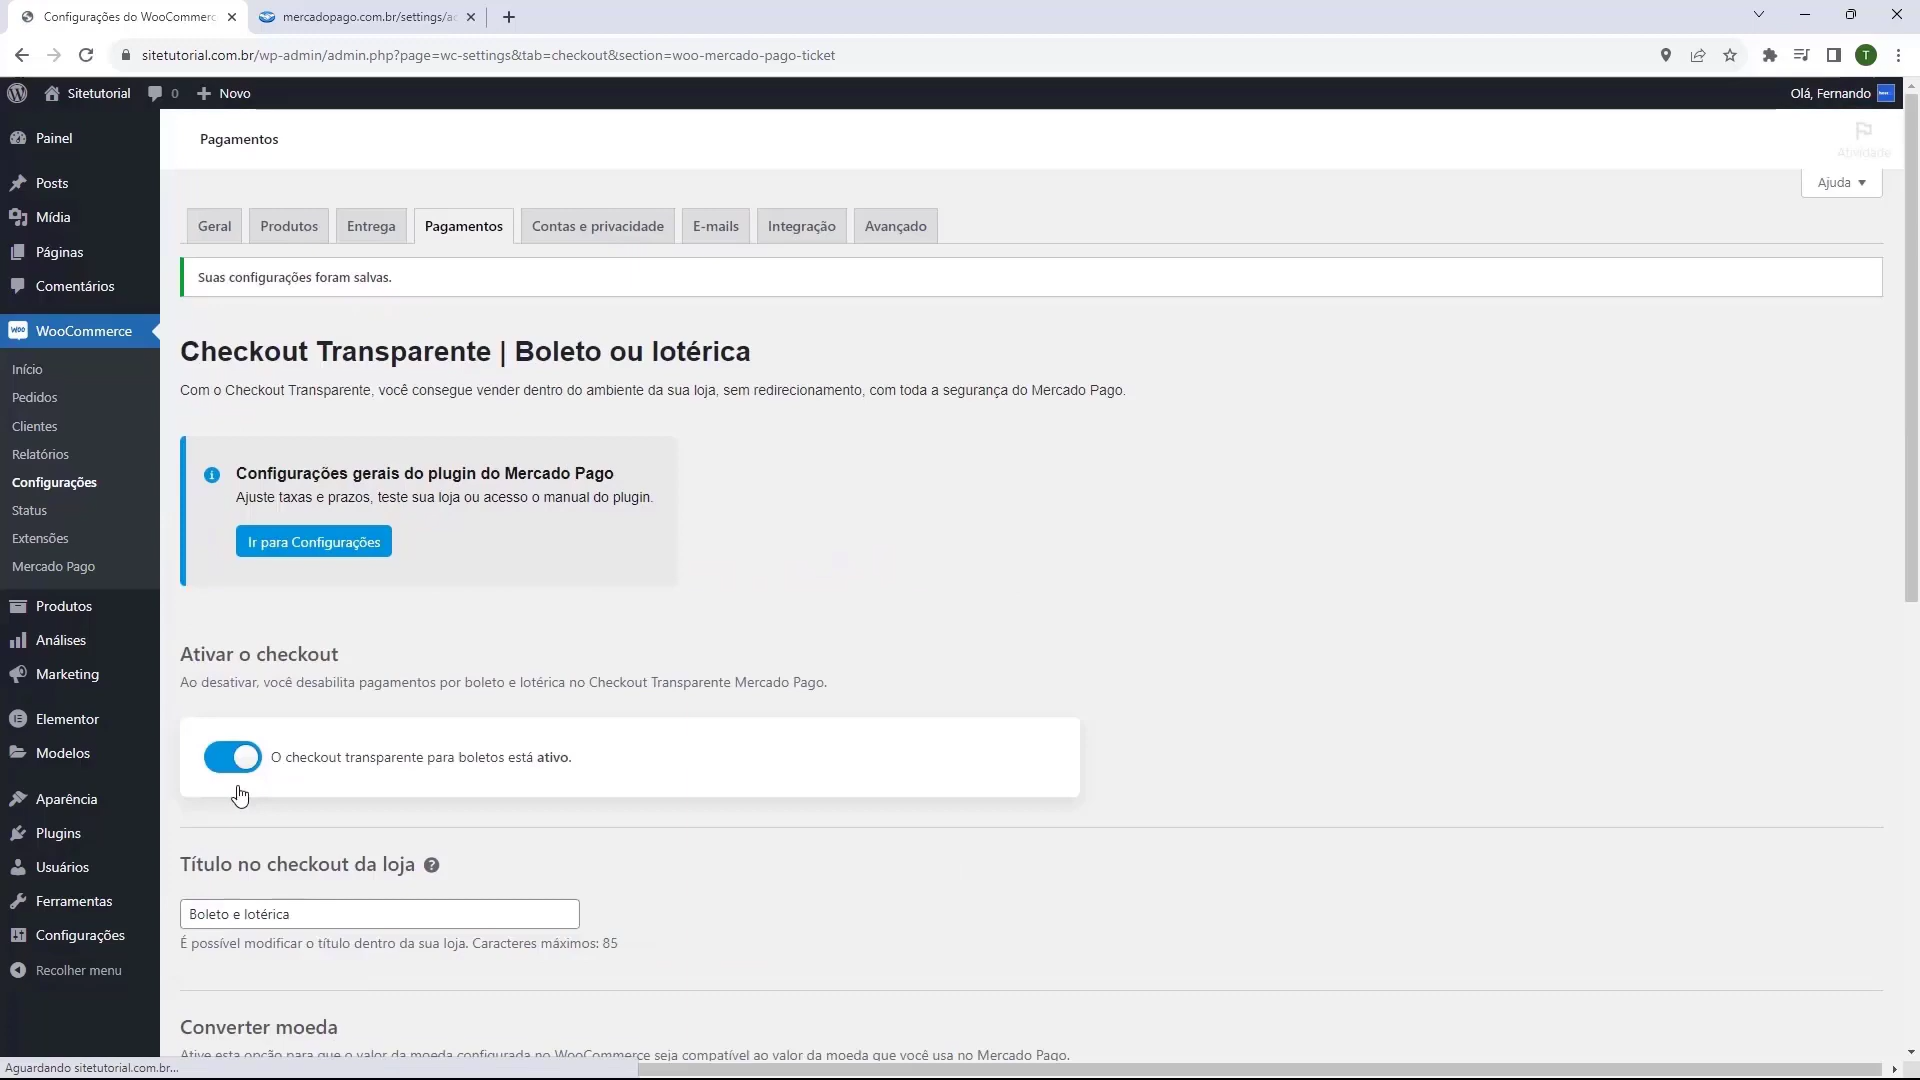 Configurações do WooCommerc
mercadopago.com.br/settings/ac
sitetutorial.com.br/wp-admin/admin.php?page=wc-settings&tab=checkout&section=woo-mercado-pago-ticket
T
Sitetutorial
0
Novo
Olá, Fernando
Painel
Posts
Mídia
Páginas
Comentários
WooCommerce
Início
Pedidos
Clientes
Relatórios
Configurações
Status
Extensões
Mercado Pago
Produtos
Análises
Marketing
Elementor
Modelos
Aparência
Plugins
Usuários
Ferramentas
Configurações
Recolher menu
Pagamentos
Atividade
Ajuda
Geral
Produtos
Entrega
Pagamentos
Contas e privacidade
E-mails
Integração
Avançado
Suas configurações foram salvas.
Checkout Transparente | Boleto ou lotérica
Com o Checkout Transparente, você consegue vender dentro do ambiente da sua loja, sem redirecionamento, com toda a segurança do Mercado Pago.
Configurações gerais do plugin do Mercado Pago
Ajuste taxas e prazos, teste sua loja ou acesso o manual do plugin.
Ir para Configurações
Ativar o checkout
Ao desativar, você desabilita pagamentos por boleto e lotérica no Checkout Transparente Mercado Pago.
O checkout transparente para boletos está ativo.
Título no checkout da loja
Boleto e lotérica
É possível modificar o título dentro da sua loja. Caracteres máximos: 85
Converter moeda
Ative esta opção para que o valor da moeda configurada no WooCommerce seja compatível ao valor da moeda que você usa no Mercado Pago.
Aguardando sitetutorial.com.br...